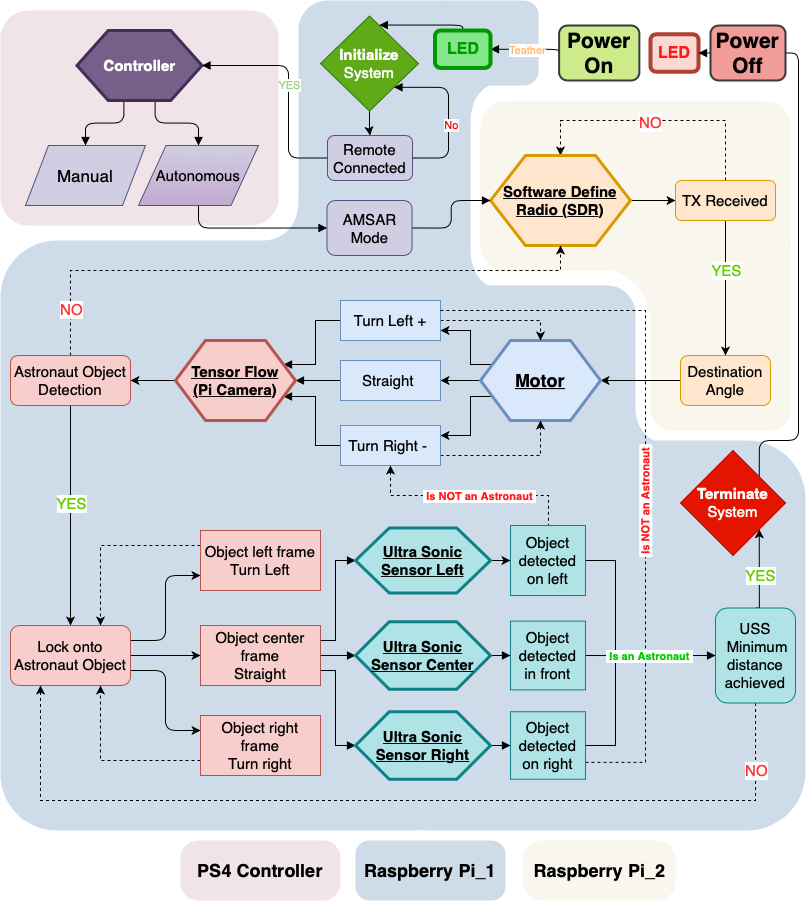 Controller
Manual
Autonomous
YES
Initialize
System
No
Remote
Connected
AMSAR
Mode
LED
Teather
Power
On
LED
Power
Off
NO
Software Define
Radio (SDR)
TX Received
YES
Destination
Angle
NO
Astronaut Object
Detection
Tensor Flow
(Pi Camera)
Turn Left +
Straight
Turn Right -
Motor
Is NOT an Astronaut
Is NOT an Astronaut
Terminate
System
YES
YES
Object left frame
Turn Left
Ultra Sonic
Sensor Left
Object
detected
on left
Lock onto
Astronaut Object
Object center
frame
Straight
Ultra Sonic
Sensor Center
Object
detected
in front
Is an Astronaut
USS
Minimum
distance
achieved
Object right
frame
Turn right
Ultra Sonic
Sensor Right
Object
detected
on right
NO
PS4 Controller
Raspberry Pi_1
Raspberry Pi_2